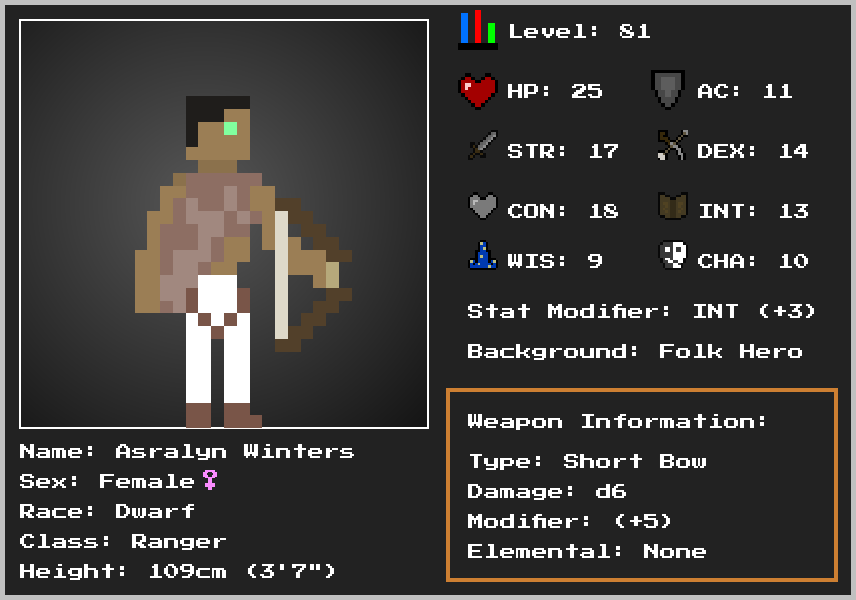 Level: 81
HP: 25 AC: 11
STR: 17 DEX: 14
CON: 18 INT: 13
WIS: 9 CHA: 10
Stat Modifier: INT (+3)
Background: Folk Hero
Weapon Information:
Type: Short Bow
Damage: d6
Modifier: (+5)
Elemental: None
Name: Asralyn Winters
Sex: Female♀
Race: Dwarf
Class: Ranger
Height: 109cm (3'7")